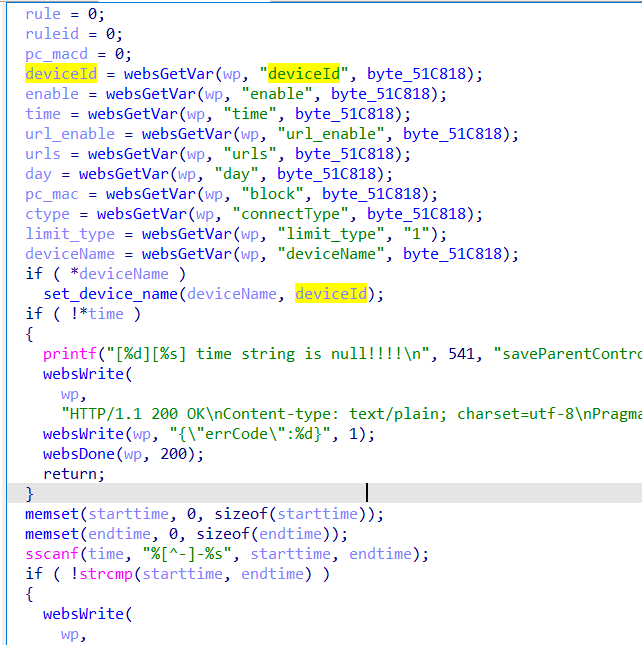 rule = 0;
ruleid = 0;
pc_macd = 0;
deviceId = websGetVar(wp, "deviceId", byte_51C818);
enable = websGetVar(wp, "enable", byte_51C818);
time = websGetVar(wp, "time", byte_51C818);
url_enable = websGetVar(wp, "url_enable", byte_51C818);
urls = websGetVar(wp, "urls", byte_51C818);
day = websGetVar(wp, "day", byte_51C818);
pc_mac = websGetVar(wp, "block", byte_51C818);
ctype = websGetVar(wp, "connectType", byte_51C818);
limit_type = websGetVar(wp, "limit_type", "1");
deviceName = websGetVar(wp, "deviceName", byte_51C818);
if ( *deviceName )
set_device_name(deviceName, deviceId);
if ( !*time )
{
printf("[%d][%s] time string is null!!!!\n", 541, "saveParentContro
websWrite(
wp,
"HTTP/1.1 200 OK\nContent-type: text/plain; charset=utf-8\nPragma
websWrite(wp, "{\"errCode\":%d}", 1);
websDone(wp, 200);
return;
}
memset(starttime, 0, sizeof(starttime));
memset(endtime, 0, sizeof(endtime));
sscanf(time, "%[^-]-%s", starttime, endtime);
if ( !strcmp(starttime, endtime) )
{
websWrite(
wp,